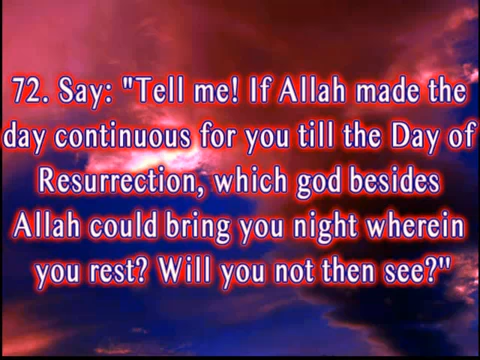 72. Say: "Tell me! If Allah made the
day continuous for you till the Day of
Resurrection, which god besides
Allah could bring you night wherein
you rest? Will you not then see?"